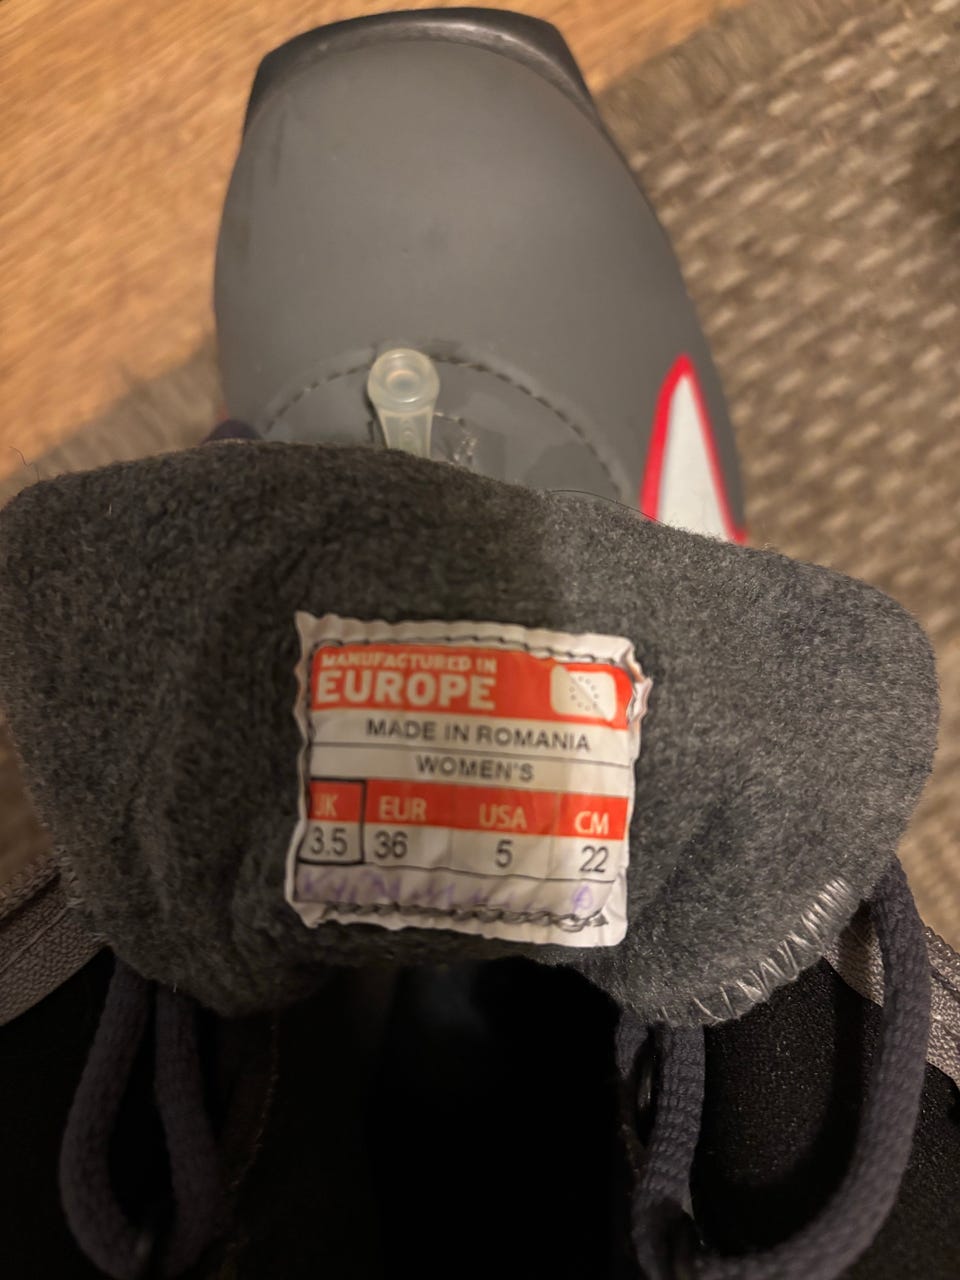 MANUFACTURED IN
EUROPE
MADE IN ROMANIA
WOMEN'S
UK EUR USA CM
3.5 36 5 22